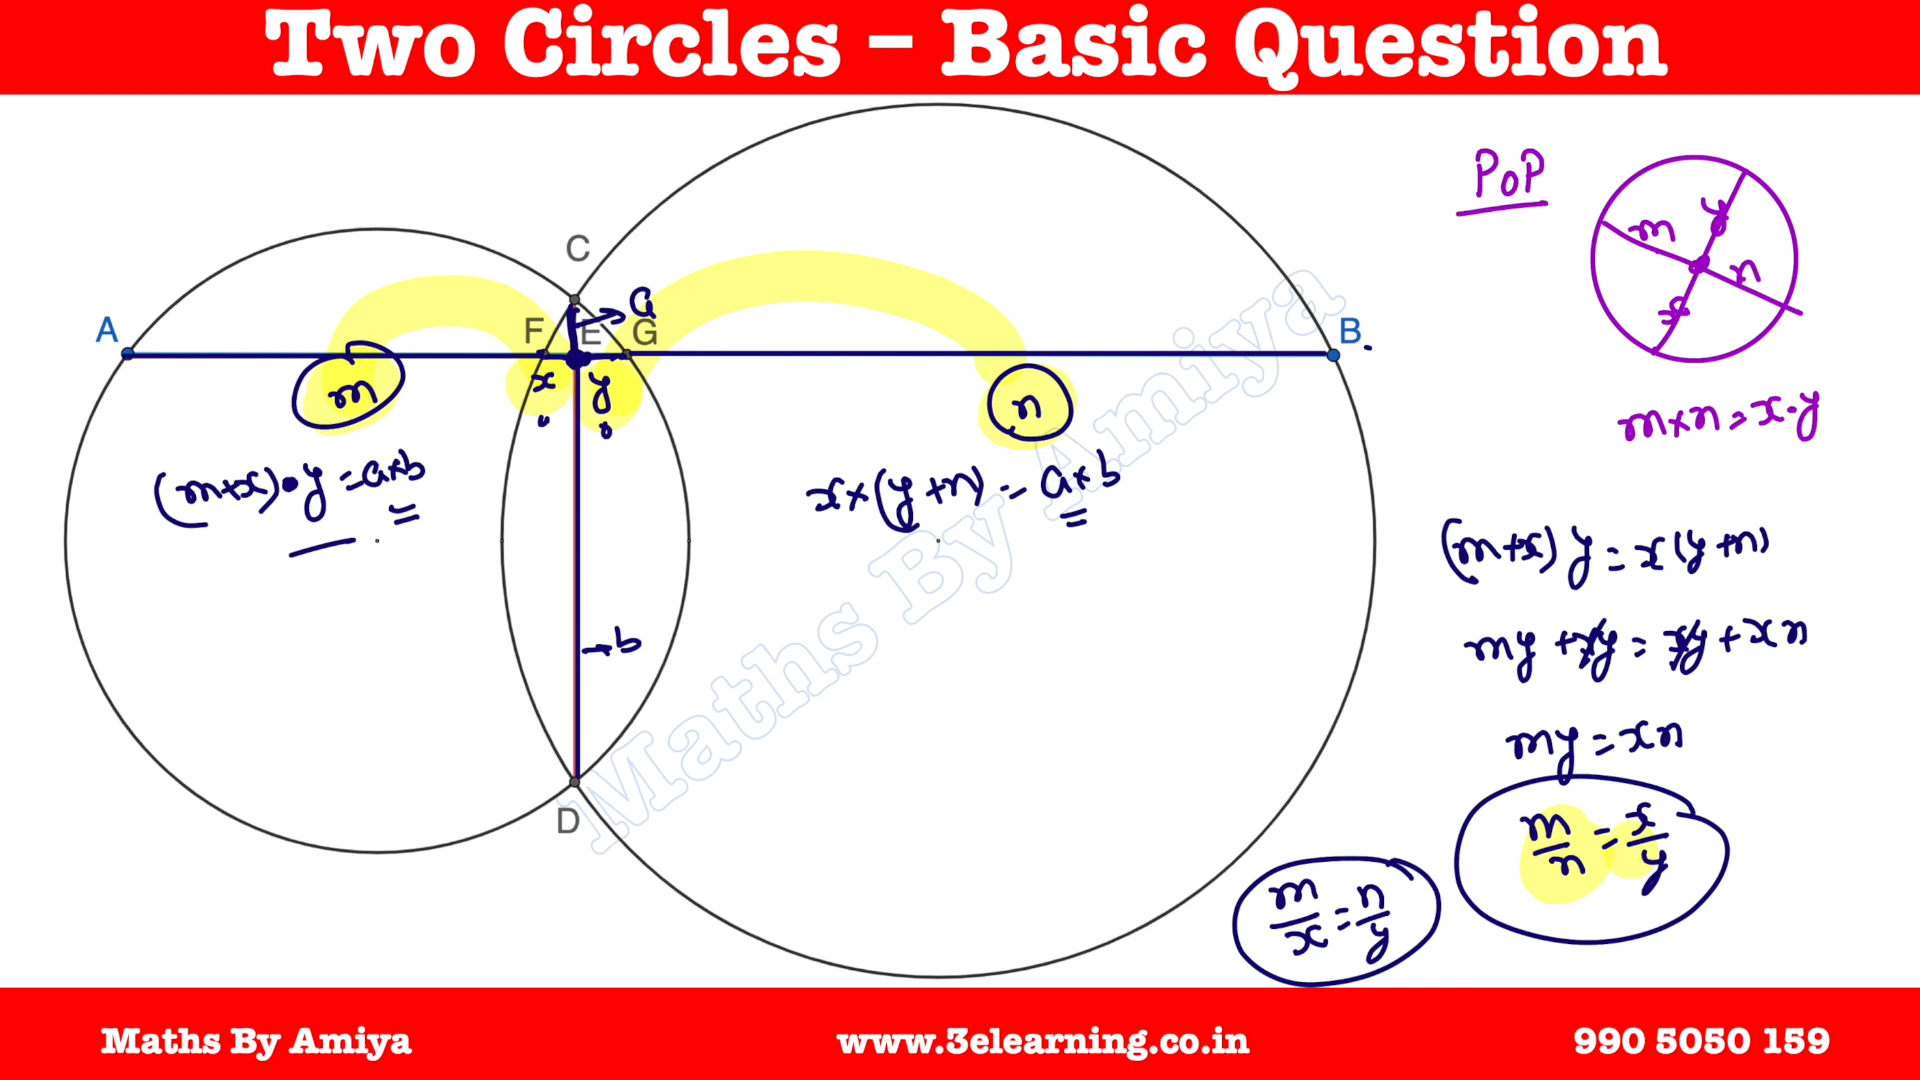 Two Circles – Basic Question
PoP
y
m
n
x
m×n = x·y
C
a
A
F
E
G
B
m
x
y
n
(m+x)·y = a×b
x×(y+n) = a×b
b
D
(m+x)y = x(y+n)
my + xy = xy + xn
my = xn
m/n = x/y
m/x = n/y
Maths By Amiya
Maths By Amiya
www.3elearning.co.in
990 5050 159